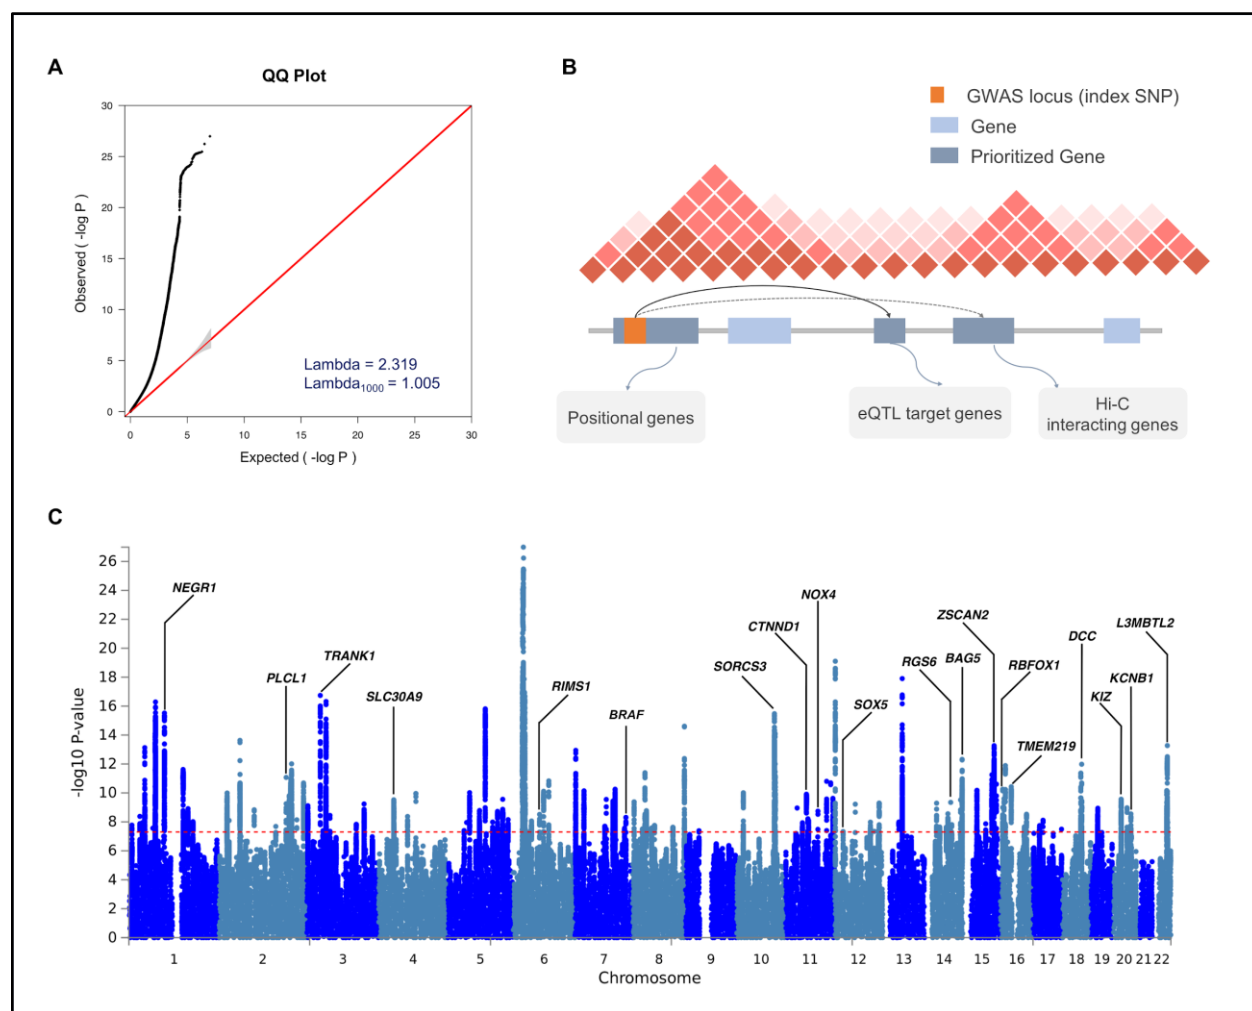 A
QQ Plot
30
25
20
15
10
5
0
Observed ( -log P )
Lambda = 2.319
Lambda1000 = 1.005
0 5 10 15 20 25 30
Expected ( -log P )
B
GWAS locus (index SNP)
Gene
Prioritized Gene
Positional genes
eQTL target genes
Hi-C
interacting genes
C
-log10 P-value
26
24
22
20
18
16
14
12
10
8
6
4
2
0
NEGR1
PLCL1
TRANK1
SLC30A9
RIMS1
BRAF
SORCS3
CTNND1
NOX4
SOX5
RGS6
BAG5
ZSCAN2
RBFOX1
TMEM219
DCC
KIZ
KCNB1
L3MBTL2
1 2 3 4 5 6 7 8 9 10 11 12 13 14 15 16 17 18 19 20 21 22
Chromosome